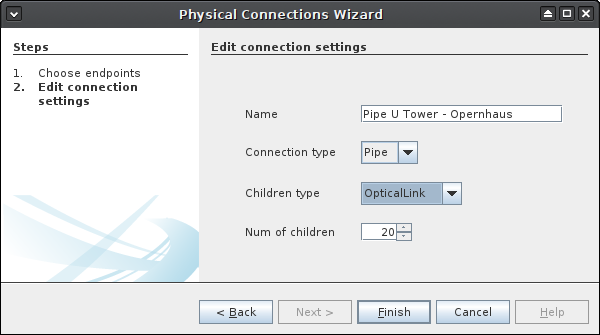 Physical Connections Wizard
Steps
1. Choose endpoints
2. Edit connection
settings
Edit connection settings
Name Pipe U Tower - Opernhaus
Connection type Pipe
Children type OpticalLink
Num of children 20
< Back Next > Finish Cancel Help